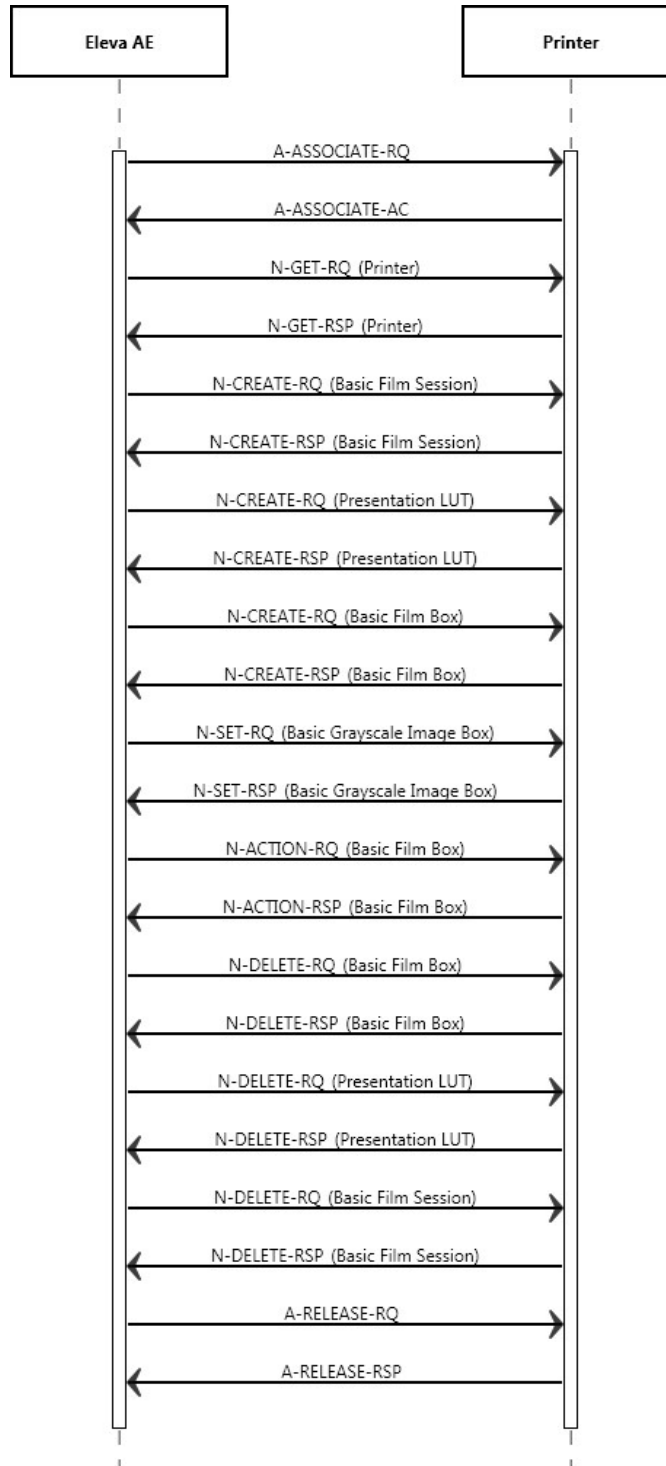 Eleva AE
Printer
A-ASSOCIATE-RQ
A-ASSOCIATE-AC
N-GET-RQ (Printer)
N-GET-RSP (Printer)
N-CREATE-RQ (Basic Film Session)
N-CREATE-RSP (Basic Film Session)
N-CREATE-RQ (Presentation LUT)
N-CREATE-RSP (Presentation LUT)
N-CREATE-RQ (Basic Film Box)
N-CREATE-RSP (Basic Film Box)
N-SET-RQ (Basic Grayscale Image Box)
N-SET-RSP (Basic Grayscale Image Box)
N-ACTION-RQ (Basic Film Box)
N-ACTION-RSP (Basic Film Box)
N-DELETE-RQ (Basic Film Box)
N-DELETE-RSP (Basic Film Box)
N-DELETE-RQ (Presentation LUT)
N-DELETE-RSP (Presentation LUT)
N-DELETE-RQ (Basic Film Session)
N-DELETE-RSP (Basic Film Session)
A-RELEASE-RQ
A-RELEASE-RSP